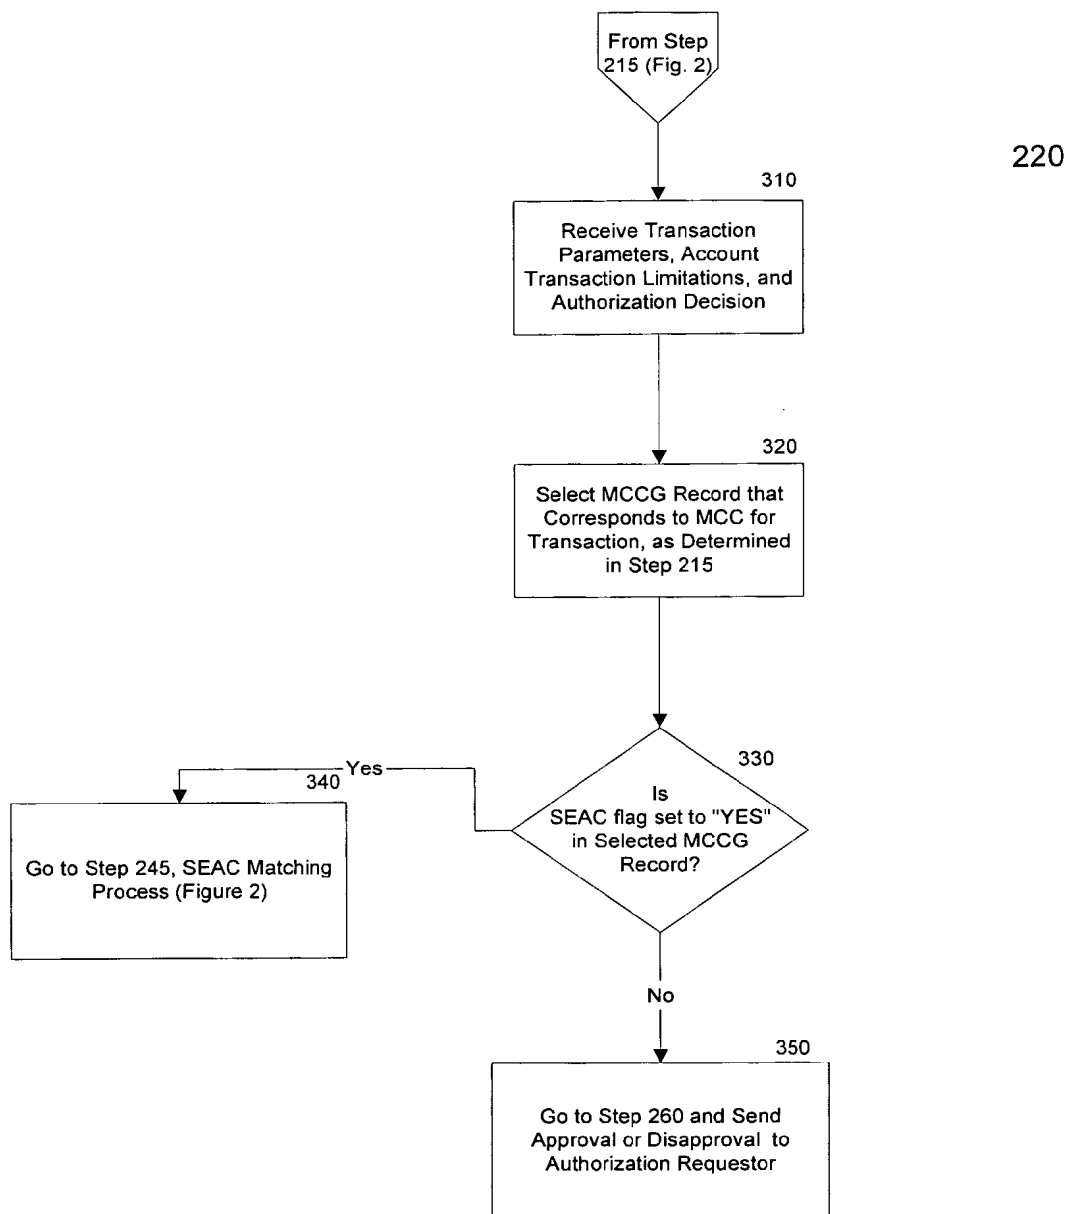 From Step
215 (Fig. 2)
220
310
Receive Transaction
Parameters, Account
Transaction Limitations, and
Authorization Decision
320
Select MCCG Record that
Corresponds to MCC for
Transaction, as Determined
in Step 215
330
Is
SEAC flag set to "YES"
in Selected MCCG
Record?
Yes
340
Go to Step 245, SEAC Matching
Process (Figure 2)
No
350
Go to Step 260 and Send
Approval or Disapproval to
Authorization Requestor